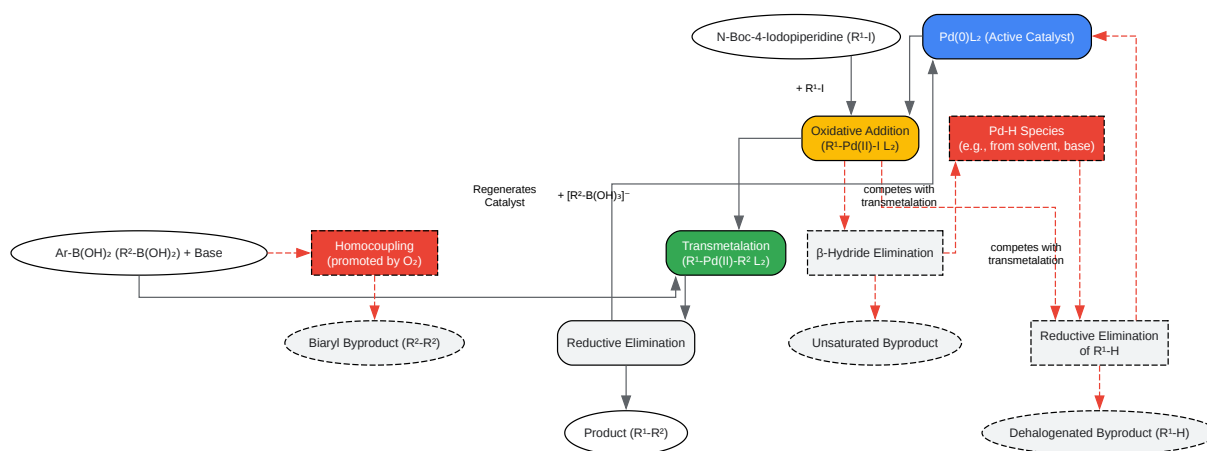 N-Boc-4-Iodopiperidine (R¹-I)
Pd(0)L₂ (Active Catalyst)
+ R¹-I
Oxidative Addition
(R¹-Pd(II)-I L₂)
Pd-H Species
(e.g., from solvent, base)
Regenerates
Catalyst
+ [R²-B(OH)₃]⁻
competes with
transmetalation
Ar-B(OH)₂ (R²-B(OH)₂) + Base
Homocoupling
(promoted by O₂)
Transmetalation
(R¹-Pd(II)-R² L₂)
β-Hydride Elimination
competes with
transmetalation
Biaryl Byproduct (R²-R²)
Reductive Elimination
Unsaturated Byproduct
Reductive Elimination
of R¹-H
Product (R¹-R²)
Dehalogenated Byproduct (R¹-H)